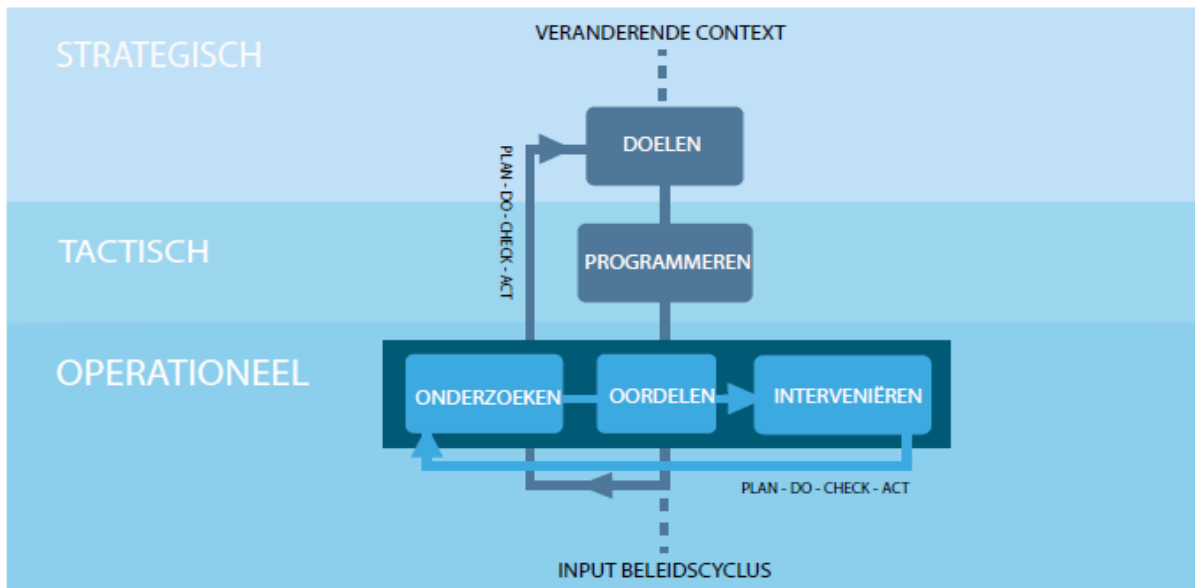 STRATEGISCH
VERANDERENDE CONTEXT
DOELEN
PLAN - DO - CHECK - ACT
TACTISCH
PROGRAMMEREN
OPERATIONEEL
ONDERZOEKEN
OORDELEN
INTERVENIËREN
PLAN - DO - CHECK - ACT
INPUT BELEIDSCYCLUS